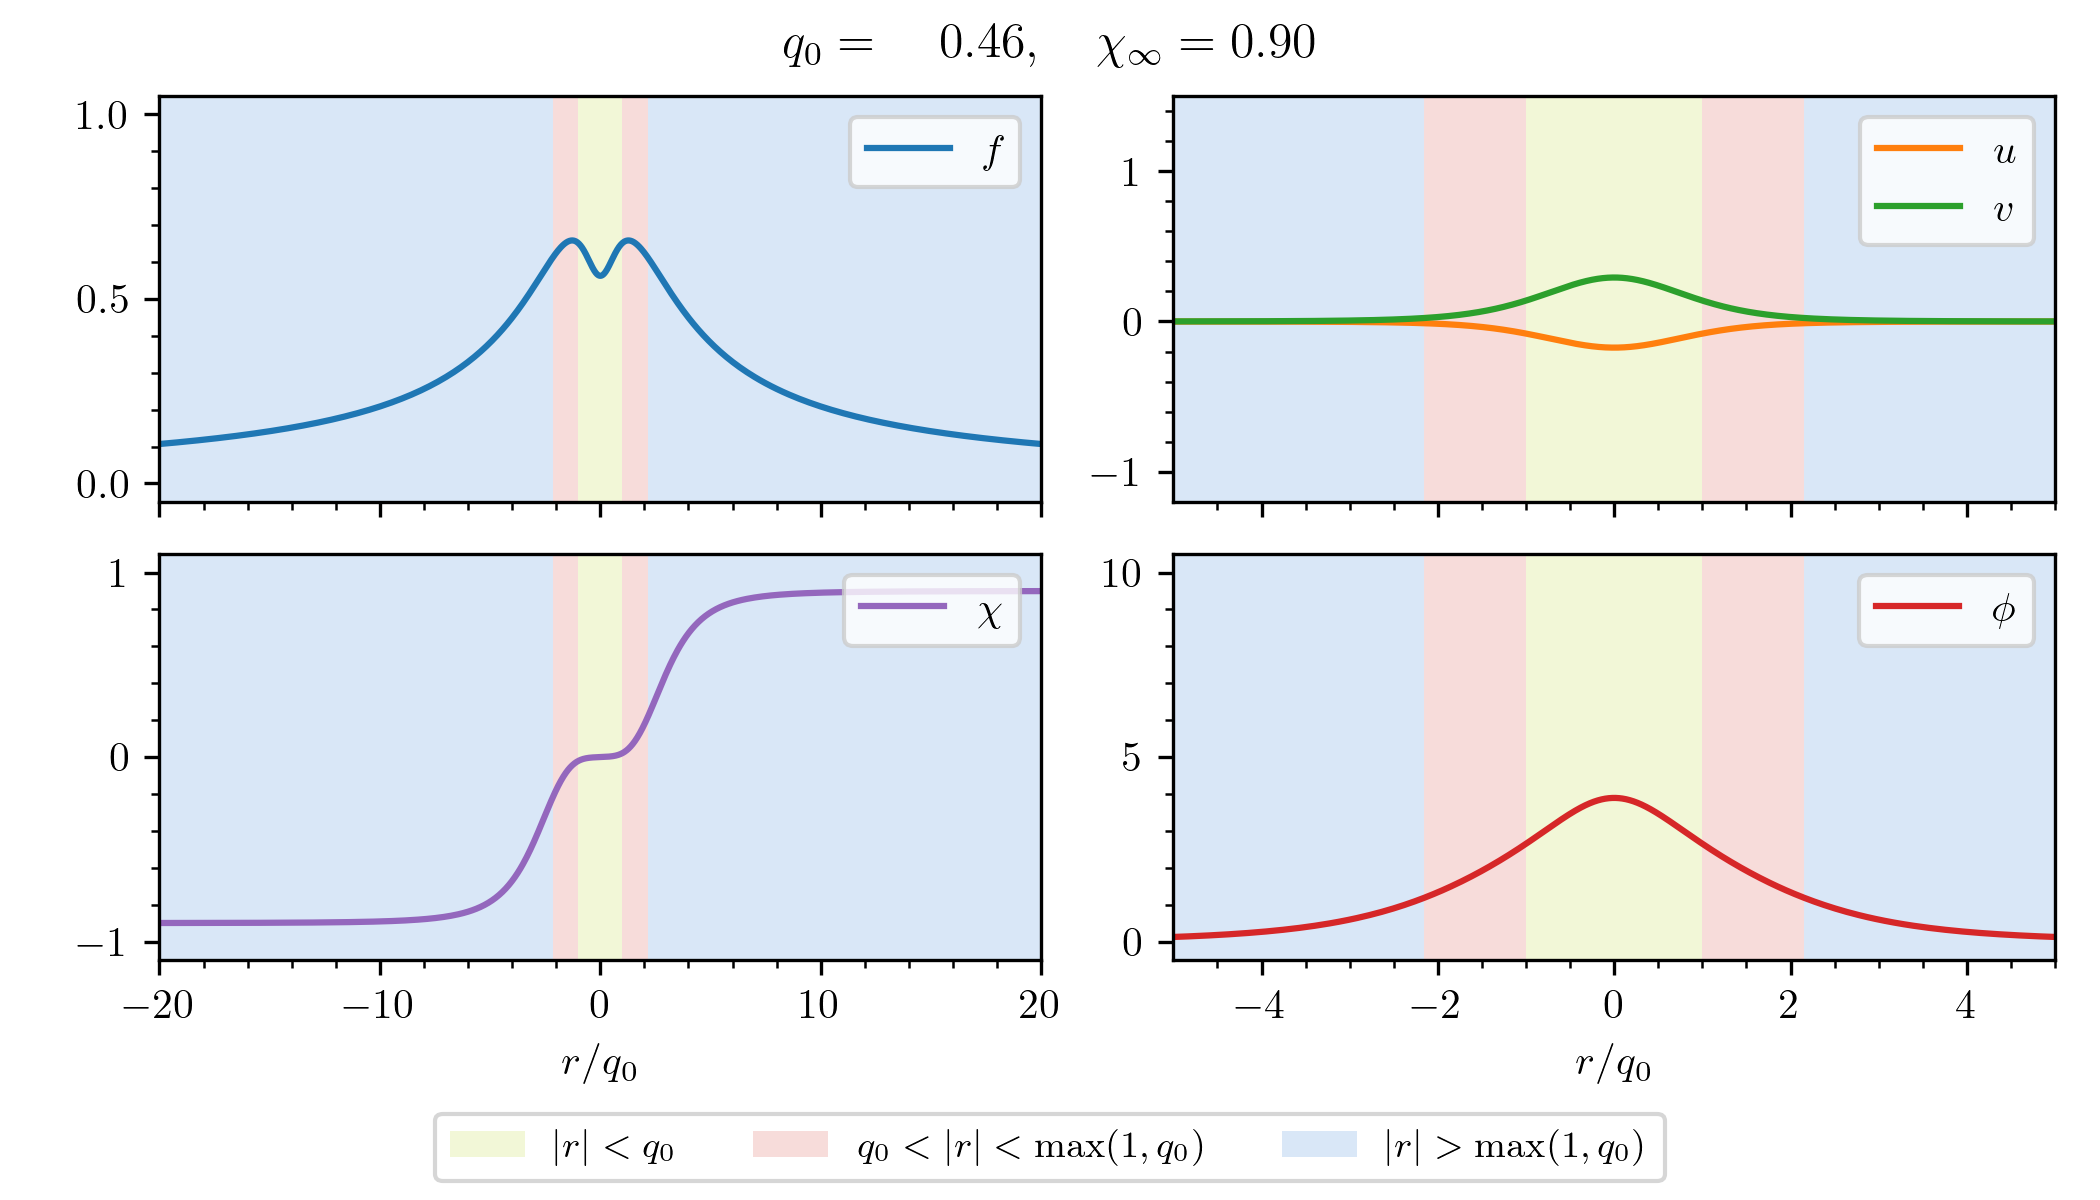 q₀ = 0.46, χ∞ = 0.90
1.0
0.5
0.0
f
1
0
−1
u
v
1
0
−1
χ
−20
−10
0
10
20
r/q₀
10
5
0
ϕ
−4
−2
0
2
4
r/q₀
|r| < q₀
q₀ < |r| < max(1, q₀)
|r| > max(1, q₀)